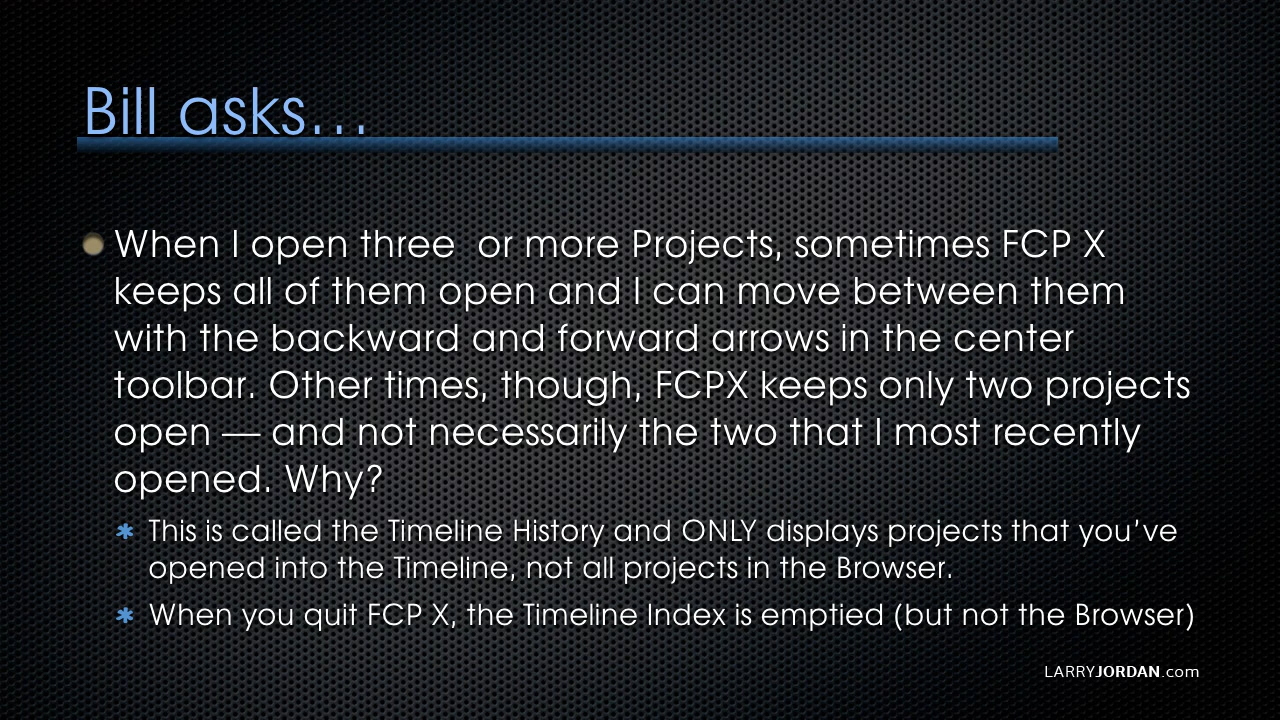 Bill asks…
When I open three  or more Projects, sometimes FCP X
keeps all of them open and I can move between them
with the backward and forward arrows in the center
toolbar. Other times, though, FCPX keeps only two projects
open — and not necessarily the two that I most recently
opened. Why?
✱ This is called the Timeline History and ONLY displays projects that you’ve
opened into the Timeline, not all projects in the Browser.
✱ When you quit FCP X, the Timeline Index is emptied (but not the Browser)
LARRYJORDAN.com